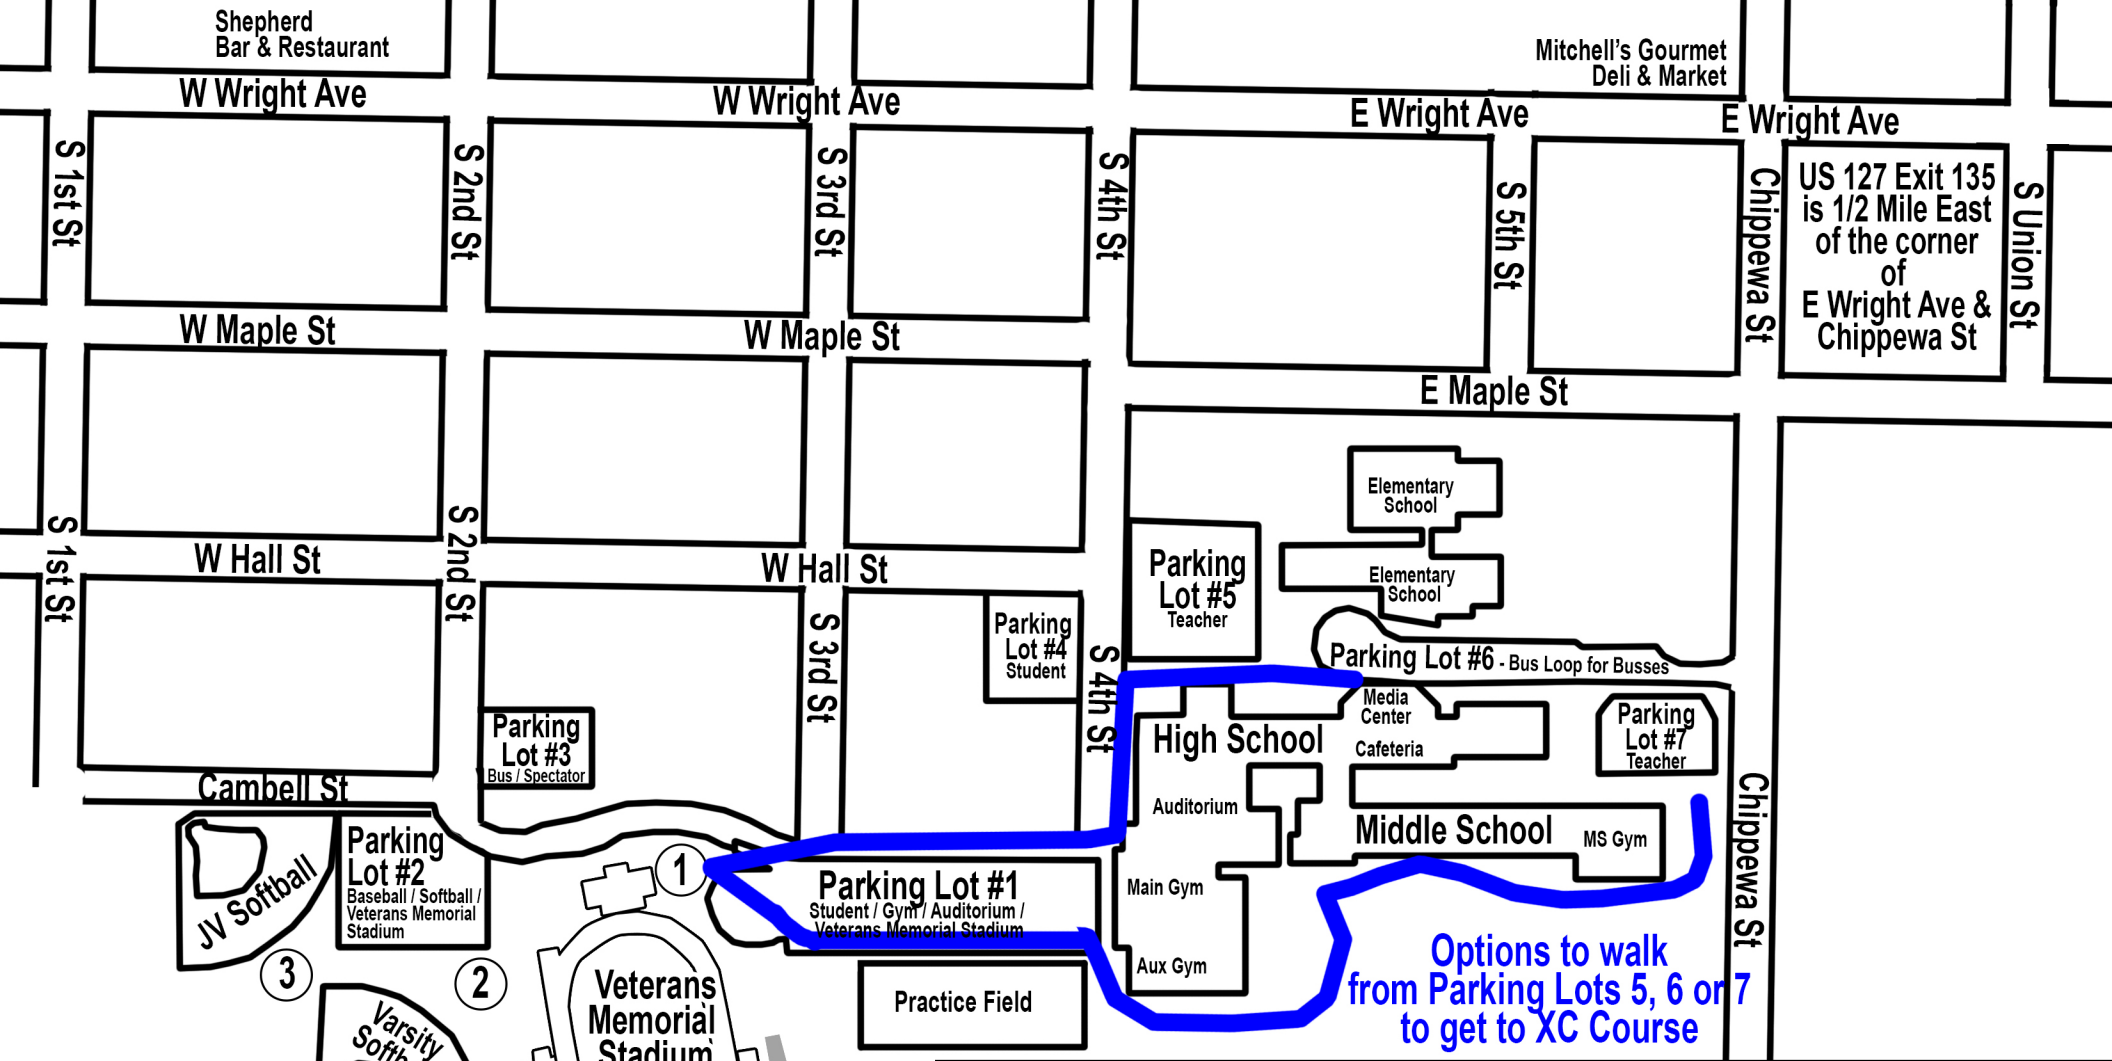 Shepherd
Bar & Restaurant
Mitchell's Gourmet
Deli & Market
W Wright Ave
W Wright Ave
E Wright Ave
E Wright Ave
S 1st St
S 2nd St
S 3rd St
S 4th St
S 5th St
Chippewa St
US 127 Exit 135
is 1/2 Mile East
of the corner
of
E Wright Ave &
Chippewa St
S Union St
W Maple St
W Maple St
E Maple St
Elementary
School
S 1st St
S 2nd St
W Hall St
W Hall St
Parking
Lot #5
Teacher
Elementary
School
S 3rd St
Parking
Lot #4
Student
S 4th St
Parking Lot #6 - Bus Loop for Busses
Media
Center
Cafeteria
High School
Parking
Lot #7
Teacher
Parking
Lot #3
Bus / Spectator
Cambell St
Auditorium
Middle School
MS Gym
Chippewa St
JV Softball
Parking
Lot #2
Baseball / Softball /
Veterans Memorial
Stadium
1
Parking Lot #1
Student / Gym / Auditorium /
Veterans Memorial Stadium
Main Gym
Aux Gym
3
2
Veterans
Memorial
Stadium
Practice Field
Options to walk
from Parking Lots 5, 6 or 7
to get to XC Course
Varsity